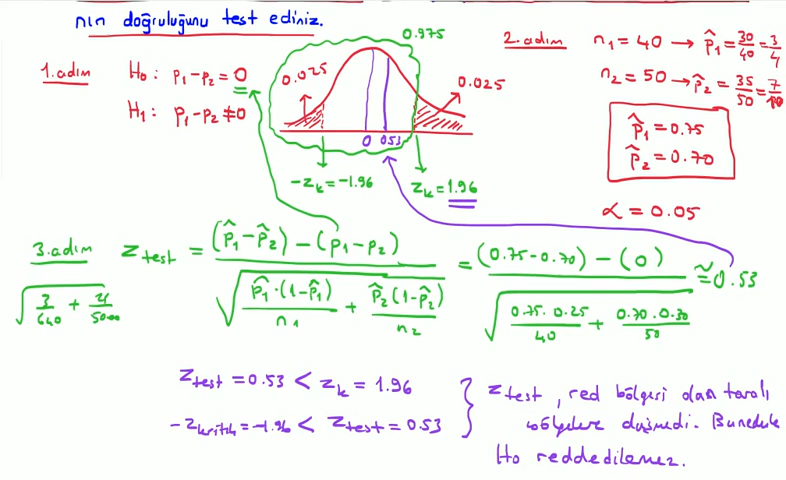 nın doğruluğunu test ediniz.
1.adım
H₀: p₁-p₂=0
H₁: p₁-p₂≠0
0.025
0.975
0.025
0 0.53
-z_k=-1.96
z_k=1.96
2.adım
n₁=40 → p̂₁=30/40=3/4
n₂=50 → p̂₂=35/50=7/10
p̂₁=0.75
p̂₂=0.70
α=0.05
3.adım
z_test = ((p̂₁-p̂₂)-(p₁-p₂))/√(p̂₁·(1-p̂₁)/n₁ + p̂₂(1-p̂₂)/n₂) = ((0.75-0.70)-(0))/√(0.75·0.25/40 + 0.70·0.30/50) ≅0.53
√(3/640 + 21/5000)
z_test=0.53 < z_k=1.96
-z_kritik=-1.96 < z_test=0.53
z_test, red bölgesi olan taralı
bölgelere düşmedi. Bu nedenle
H₀ reddedilemez.